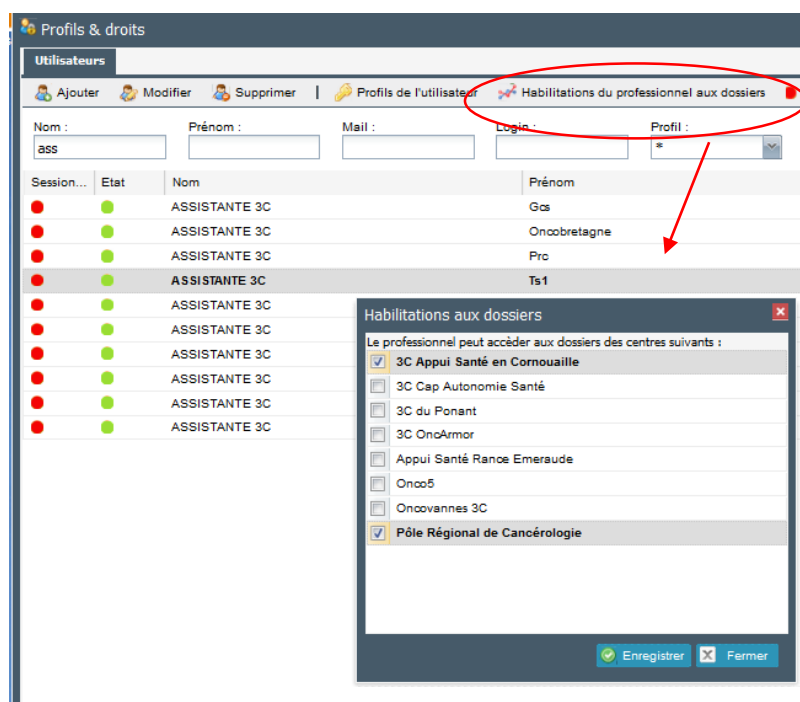 Profils & droits
Utilisateurs
Ajouter Modifier Supprimer | Profils de l'utilisateur Habilitations du professionnel aux dossiers
Nom : Prénom : Mail : Login : Profil :
ass *
Session... Etat Nom Prénom
ASSISTANTE 3C Gcs
ASSISTANTE 3C Oncobretagne
ASSISTANTE 3C Prc
ASSISTANTE 3C Ts1
ASSISTANTE 3C
ASSISTANTE 3C
ASSISTANTE 3C
ASSISTANTE 3C
ASSISTANTE 3C
ASSISTANTE 3C
Habilitations aux dossiers
Le professionnel peut accèder aux dossiers des centres suivants :
3C Appui Santé en Cornouaille
3C Cap Autonomie Santé
3C du Ponant
3C OncArmor
Appui Santé Rance Emeraude
Onco5
Oncovannes 3C
Pôle Régional de Cancérologie
Enregistrer Fermer